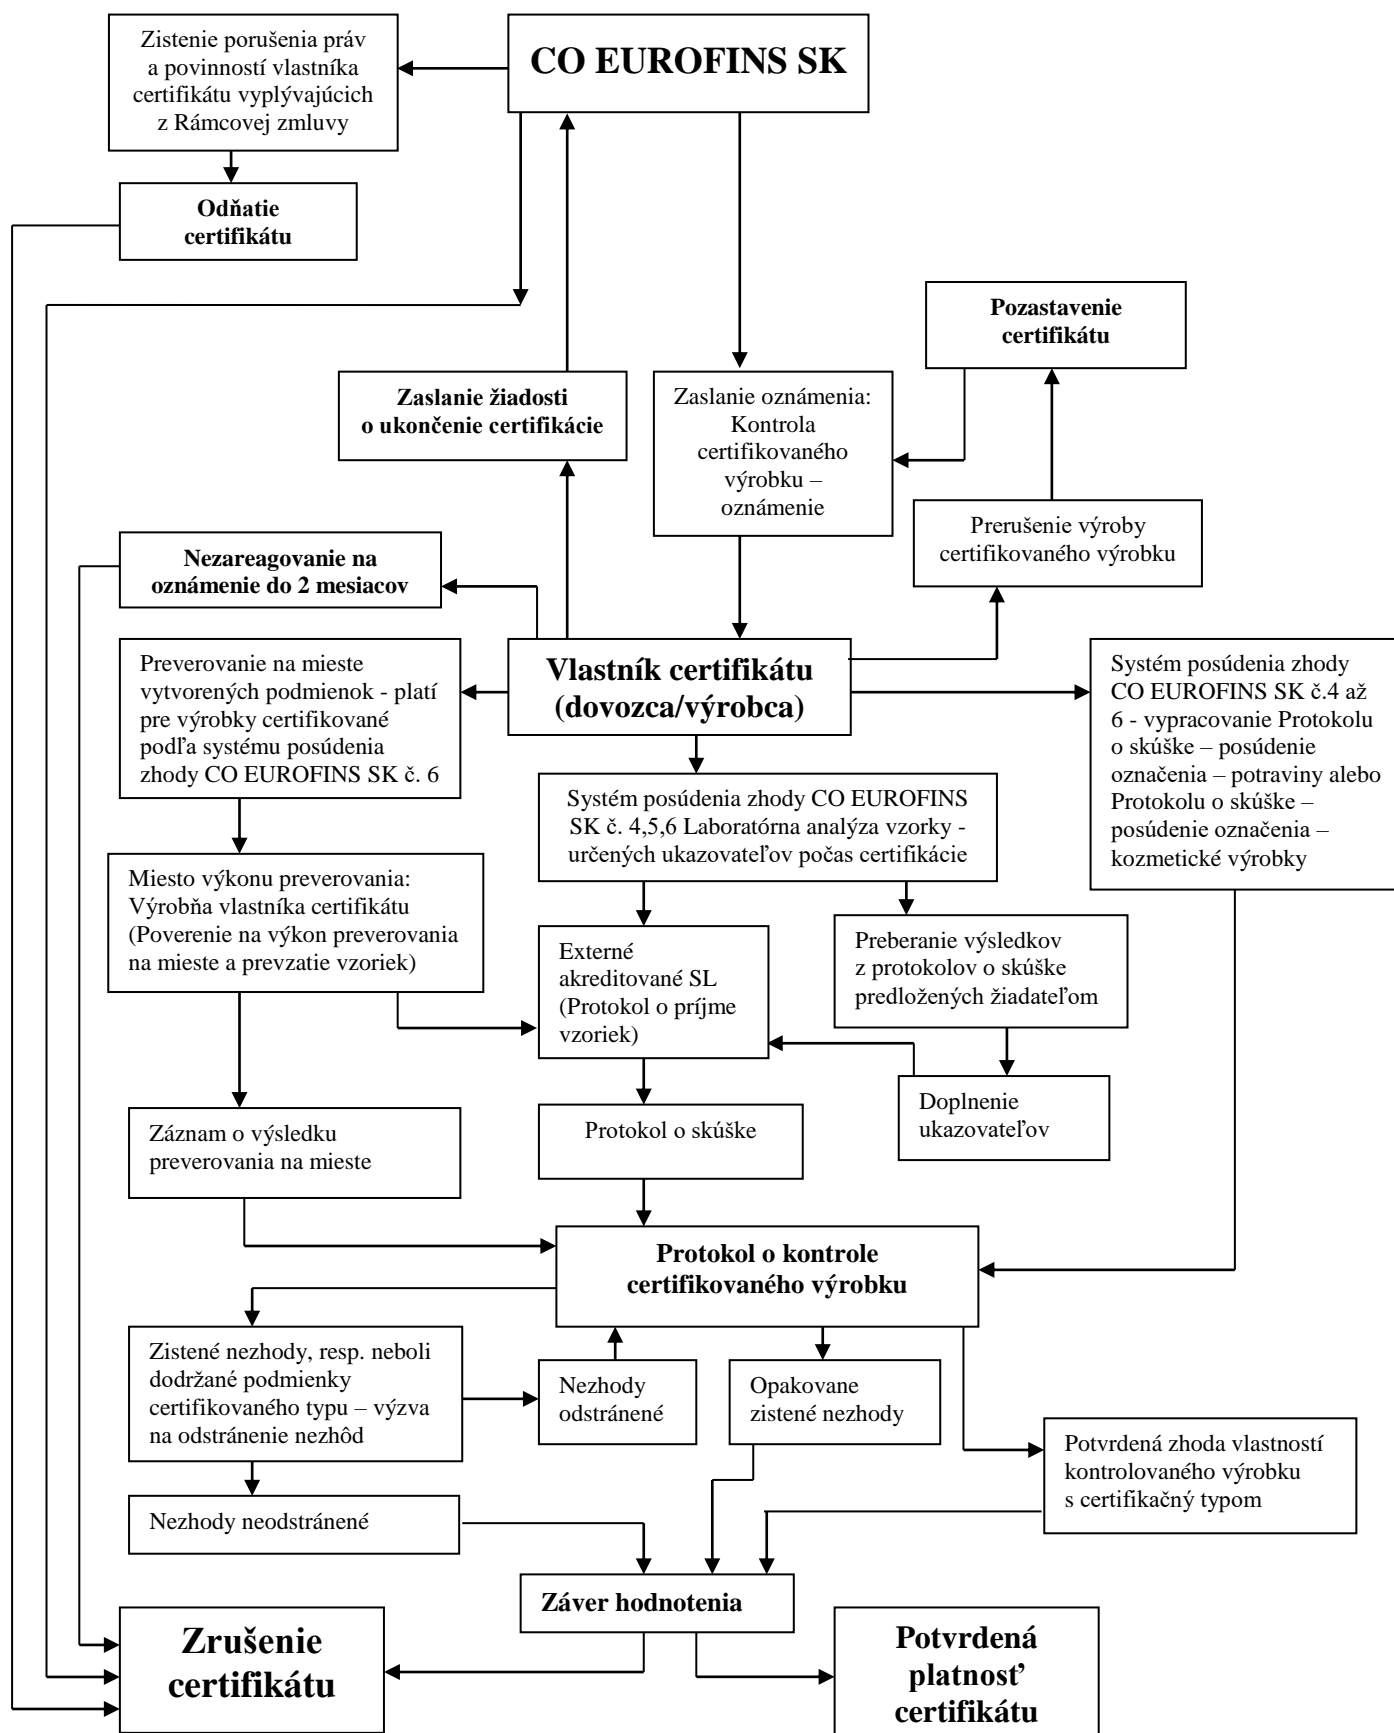 Zistenie porušenia práv
a povinností vlastníka
certifikátu vyplývajúcich
z Rámcovej zmluvy
CO EUROFINS SK
Odňatie
certifikátu
Pozastavenie
certifikátu
Zaslanie žiadosti
o ukončenie certifikácie
Zaslanie oznámenia:
Kontrola
certifikovaného
výrobku –
oznámenie
Prerušenie výroby
certifikovaného výrobku
Nezareagovanie na
oznámenie do 2 mesiacov
Preverovanie na mieste
vytvorených podmienok - platí
pre výrobky certifikované
podľa systému posúdenia
zhody CO EUROFINS SK č. 6
Vlastník certifikátu
(dovozca/výrobca)
Systém posúdenia zhody
CO EUROFINS SK č.4 až
6 - vypracovanie Protokolu
o skúške – posúdenie
označenia – potraviny alebo
Protokolu o skúške –
posúdenie označenia –
kozmetické výrobky
Systém posúdenia zhody CO EUROFINS
SK č. 4,5,6 Laboratórna analýza vzorky -
určených ukazovateľov počas certifikácie
Miesto výkonu preverovania:
Výrobňa vlastníka certifikátu
(Poverenie na výkon preverovania
na mieste a prevzatie vzoriek)
Externé
akreditované SL
(Protokol o príjme
vzoriek)
Preberanie výsledkov
z protokolov o skúške
predložených žiadateľom
Doplnenie
ukazovateľov
Záznam o výsledku
preverovania na mieste
Protokol o skúške
Protokol o kontrole
certifikovaného výrobku
Zistené nezhody, resp. neboli
dodržané podmienky
certifikovaného typu – výzva
na odstránenie nezhôd
Nezhody
odstránené
Opakovane
zistené nezhody
Potvrdená zhoda vlastností
kontrolovaného výrobku
s certifikačný typom
Nezhody neodstránené
Záver hodnotenia
Zrušenie
certifikátu
Potvrdená
platnosť
certifikátu